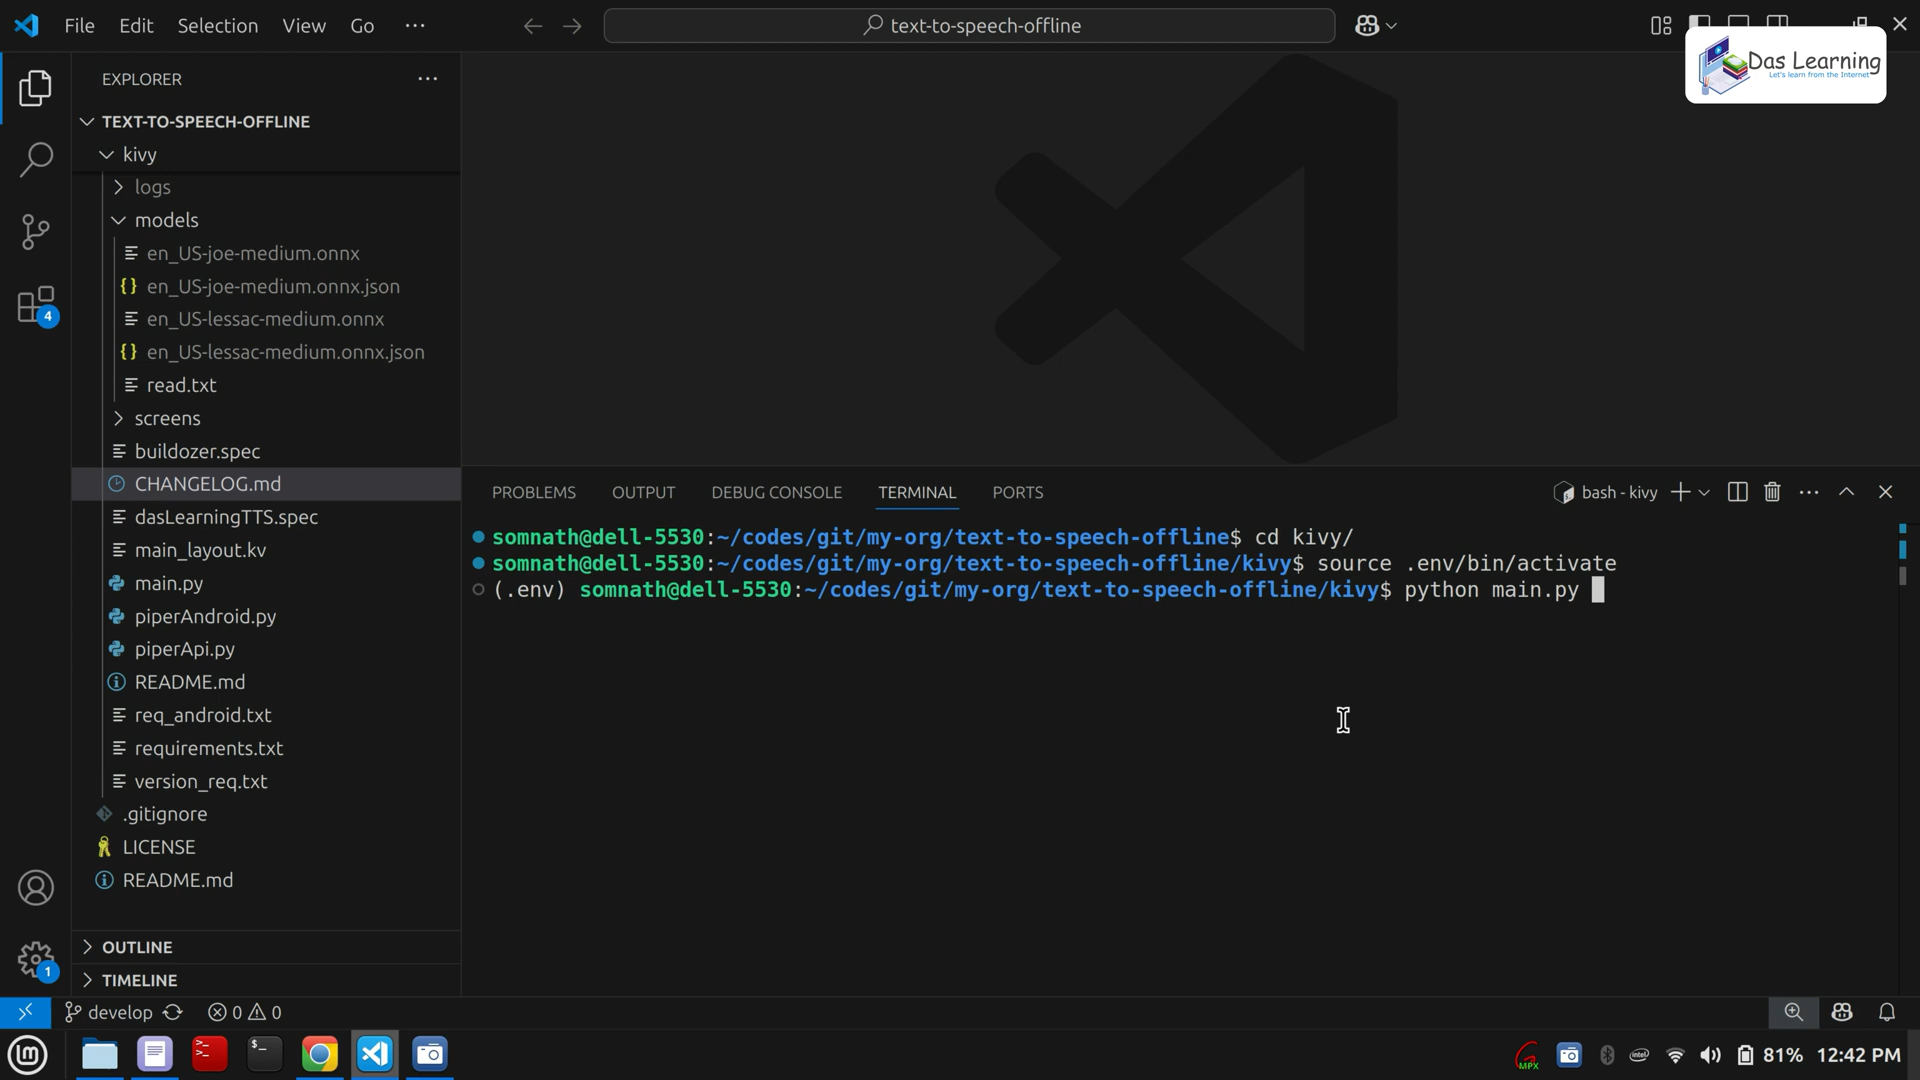 File Edit Selection View Go ···
text-to-speech-offline
Das Learning
Let's learn from the Internet
EXPLORER
TEXT-TO-SPEECH-OFFLINE
kivy
logs
models
en_US-joe-medium.onnx
{} en_US-joe-medium.onnx.json
en_US-lessac-medium.onnx
{} en_US-lessac-medium.onnx.json
read.txt
screens
buildozer.spec
CHANGELOG.md
dasLearningTTS.spec
main_layout.kv
main.py
piperAndroid.py
piperApi.py
README.md
req_android.txt
requirements.txt
version_req.txt
.gitignore
LICENSE
README.md
OUTLINE
TIMELINE
4
1
PROBLEMS OUTPUT DEBUG CONSOLE TERMINAL PORTS
bash - kivy
somnath@dell-5530:~/codes/git/my-org/text-to-speech-offline$ cd kivy/
somnath@dell-5530:~/codes/git/my-org/text-to-speech-offline/kivy$ source .env/bin/activate
(.env) somnath@dell-5530:~/codes/git/my-org/text-to-speech-offline/kivy$ python main.py
develop 0 0
MPX intel 81% 12:42 PM